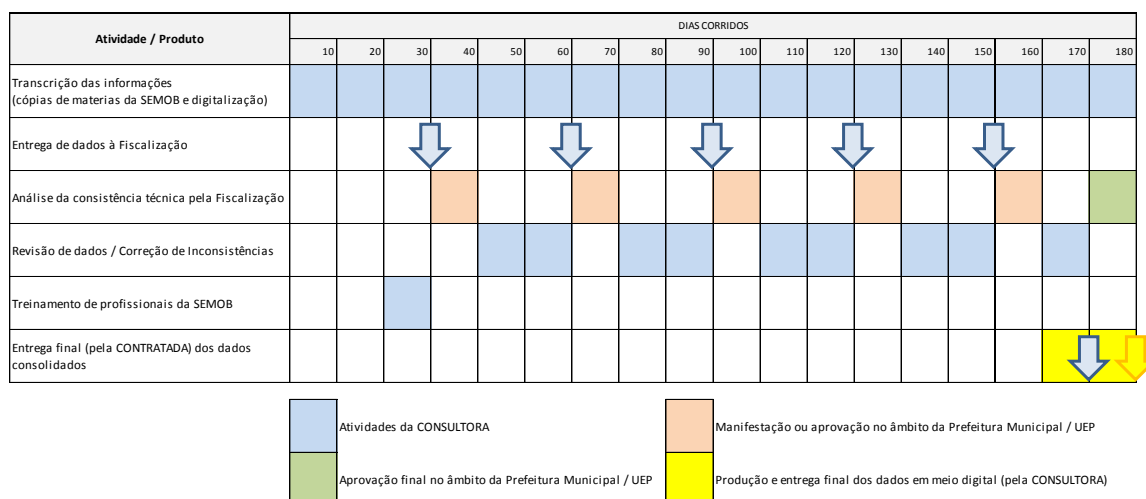 Atividade / Produto
DIAS CORRIDOS
10 20 30 40 50 60 70 80 90 100 110 120 130 140 150 160 170 180
Transcrição das informações
(cópias de materias da SEMOB e digitalização)
Entrega de dados à Fiscalização
Análise da consistência técnica pela Fiscalização
Revisão de dados / Correção de Inconsistências
Treinamento de profissionais da SEMOB
Entrega final (pela CONTRATADA) dos dados
consolidados
Atividades da CONSULTORA
Manifestação ou aprovação no âmbito da Prefeitura Municipal / UEP
Aprovação final no âmbito da Prefeitura Municipal / UEP
Produção e entrega final dos dados em meio digital (pela CONSULTORA)